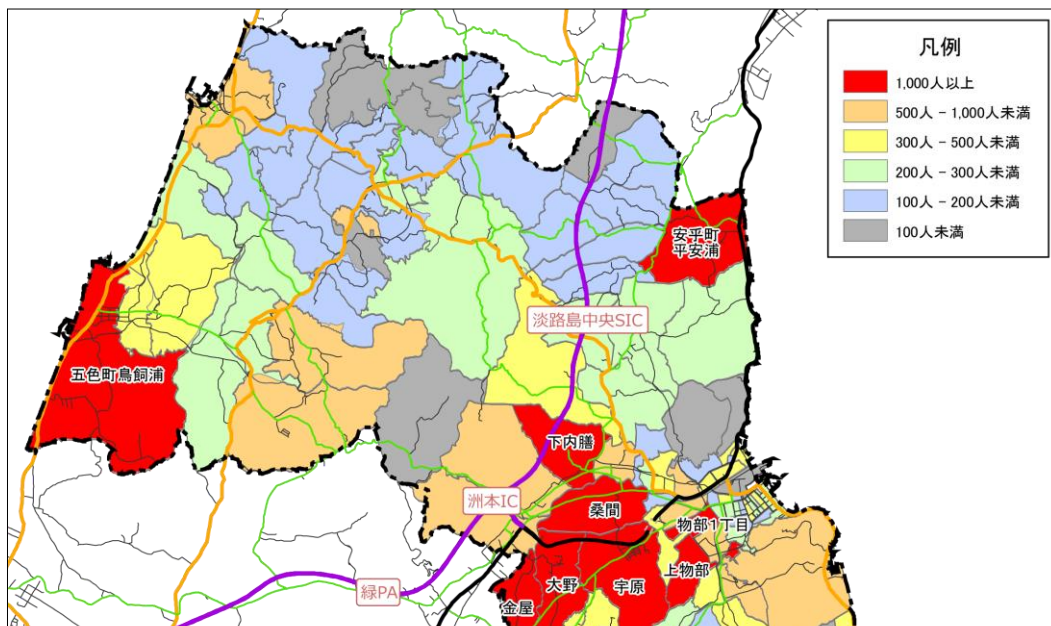 凡例
1,000人以上
500人 - 1,000人未満
300人 - 500人未満
200人 - 300人未満
100人 - 200人未満
100人未満
安乎町
平安浦
淡路島中央SIC
五色町鳥飼浦
下内膳
洲本IC
桑間
物部1丁目
上物部
大野
宇原
緑PA
金屋